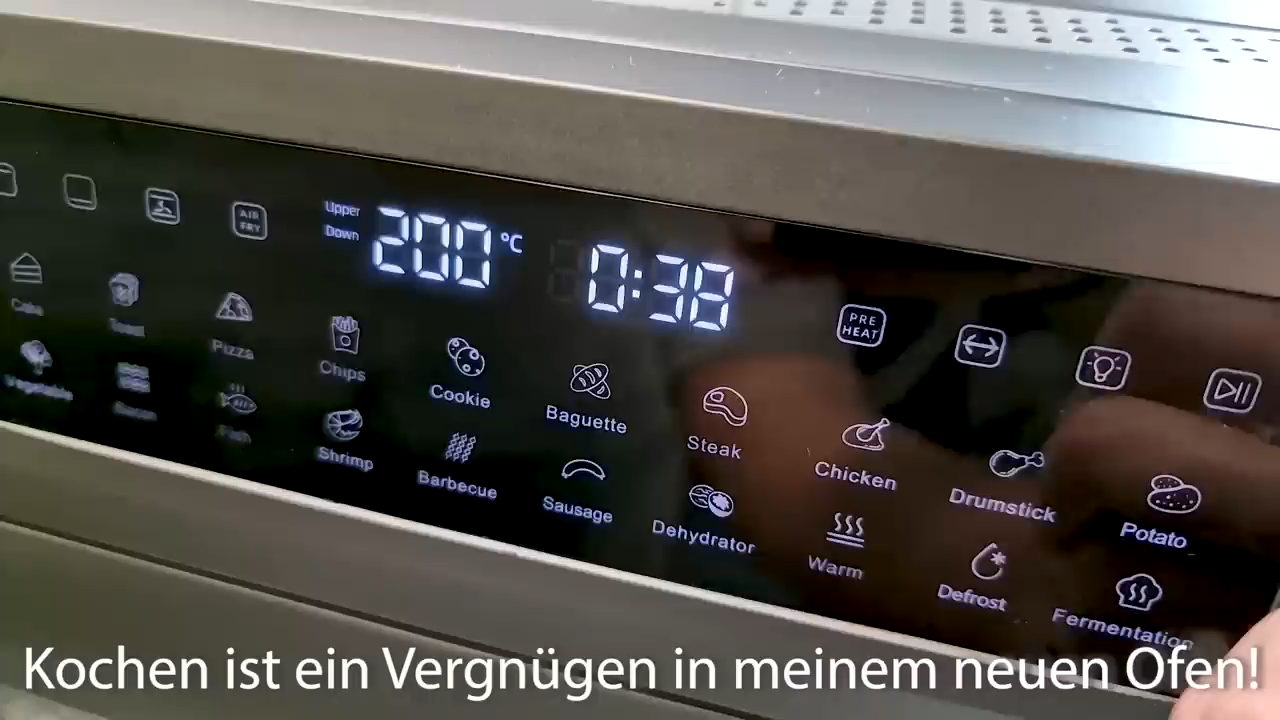 AIR
FRY
Upper
Down
200 °C
0:38
PRE
HEAT
Cake
Toast
Pizza
Chips
Cookie
Baguette
Steak
Chicken
Drumstick
Potato
Vegetable
Fish
Shrimp
Barbecue
Sausage
Dehydrator
Warm
Defrost
Fermentation
Kochen ist ein Vergnügen in meinem neuen Ofen!